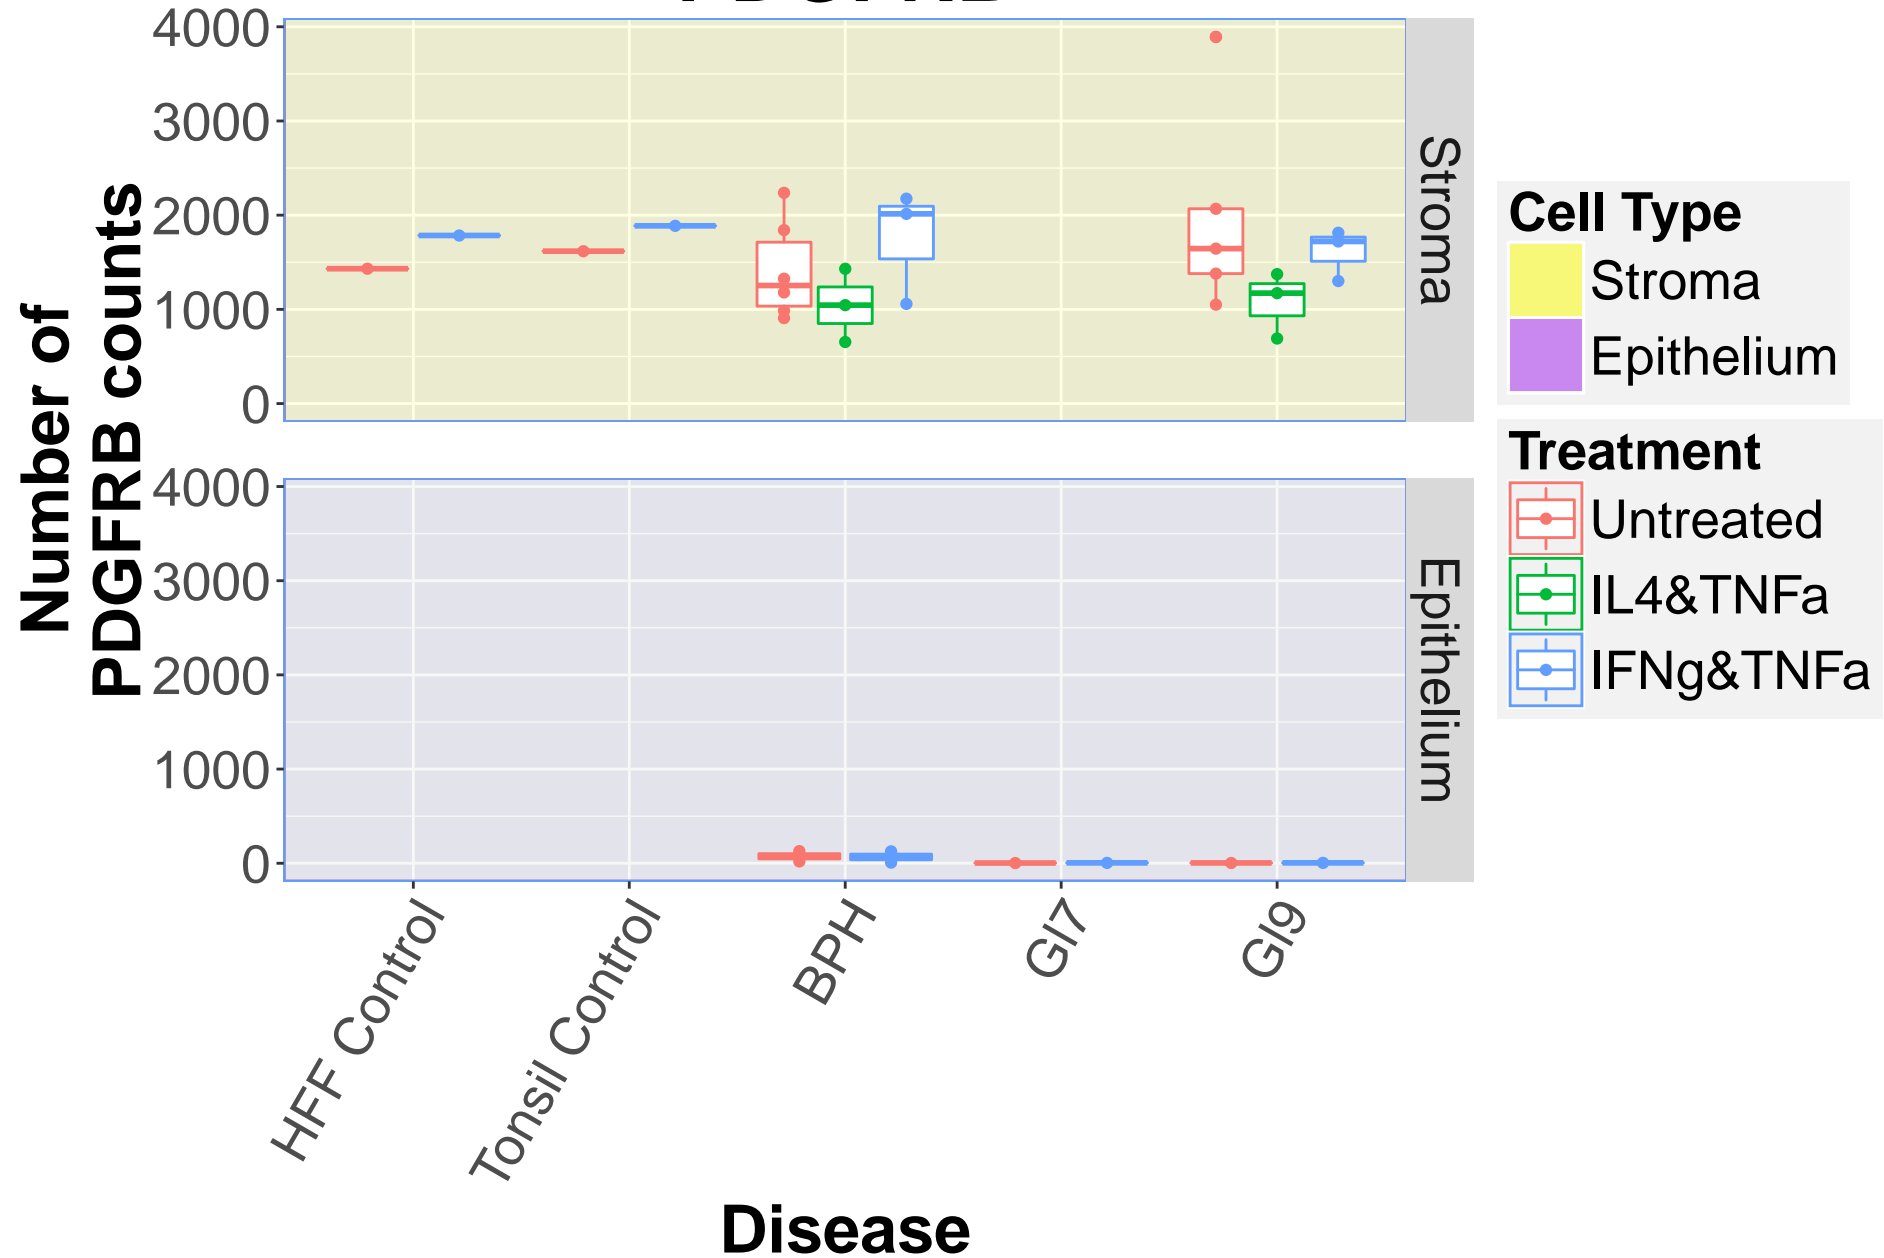 4000
3000
2000
1000
0
Stroma
4000
3000
2000
1000
0
Epithelium
Number of
PDGFRB counts
HFF Control
Tonsil Control
BPH
Gl7
Gl9
Disease
Cell Type
Stroma
Epithelium
Treatment
Untreated
IL4&TNFa
IFNg&TNFa